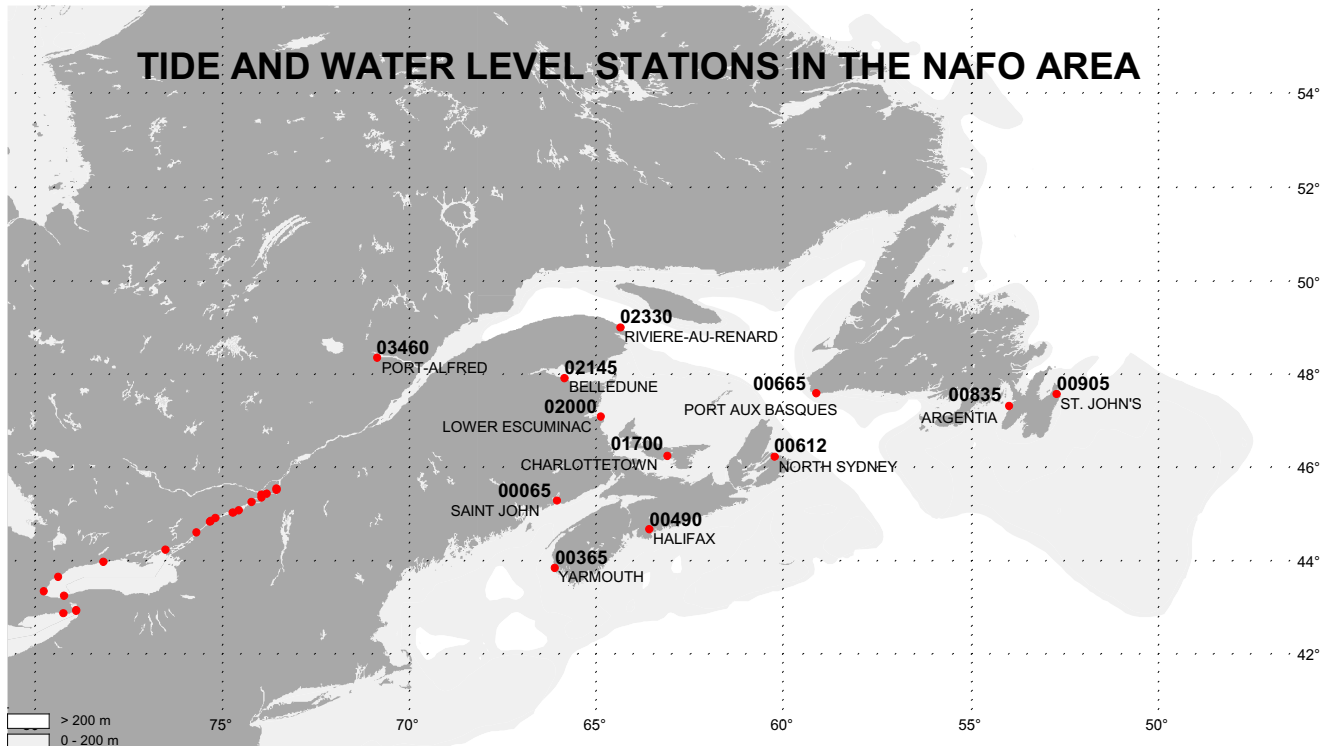 TIDE AND WATER LEVEL STATIONS IN THE NAFO AREA
54°
52°
50°
02330
RIVIERE-AU-RENARD
03460
PORT-ALFRED
02145
BELLEDUNE
48°
00665
PORT AUX BASQUES
00835
ARGENTIA
00905
ST. JOHN'S
02000
LOWER ESCUMINAC
01700
CHARLOTTETOWN
00612
NORTH SYDNEY
46°
00065
SAINT JOHN
00490
HALIFAX
00365
YARMOUTH
44°
42°
75°
70°
65°
60°
55°
50°
> 200 m
0 - 200 m